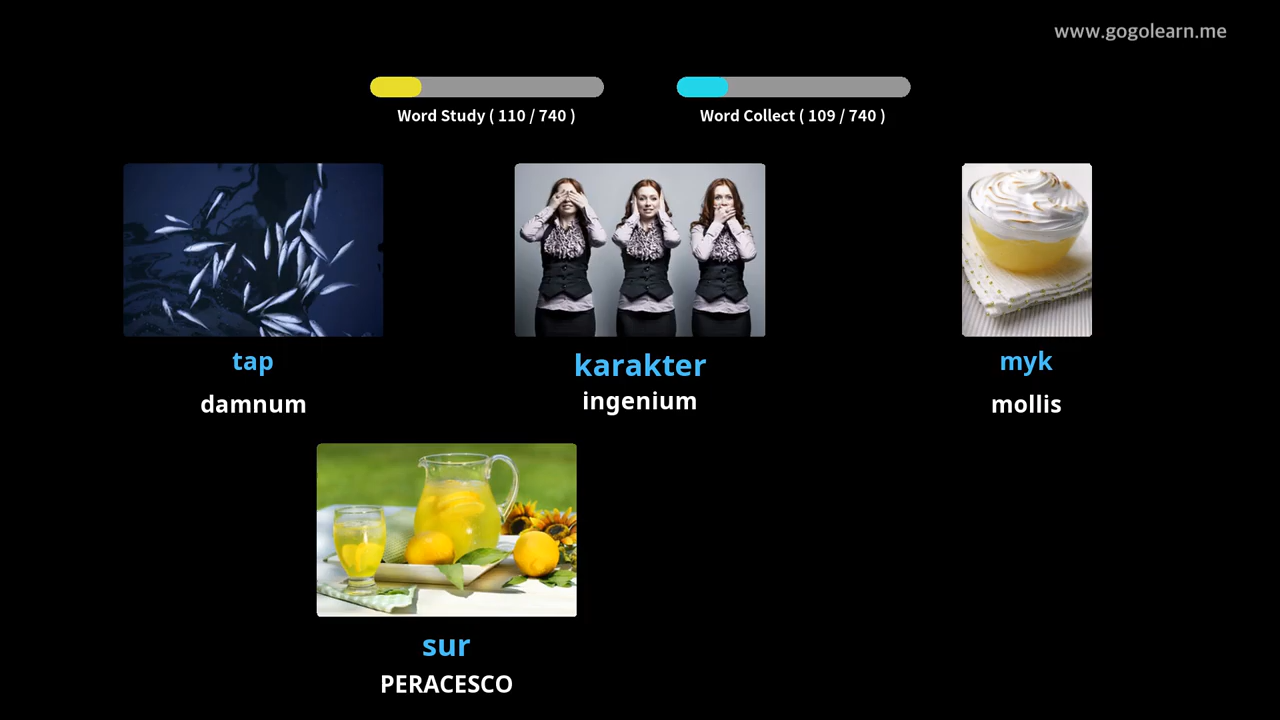 www.gogolearn.me
Word Study ( 110 / 740 )
Word Collect ( 109 / 740 )
tap
karakter
myk
damnum
ingenium
mollis
sur
PERACESCO